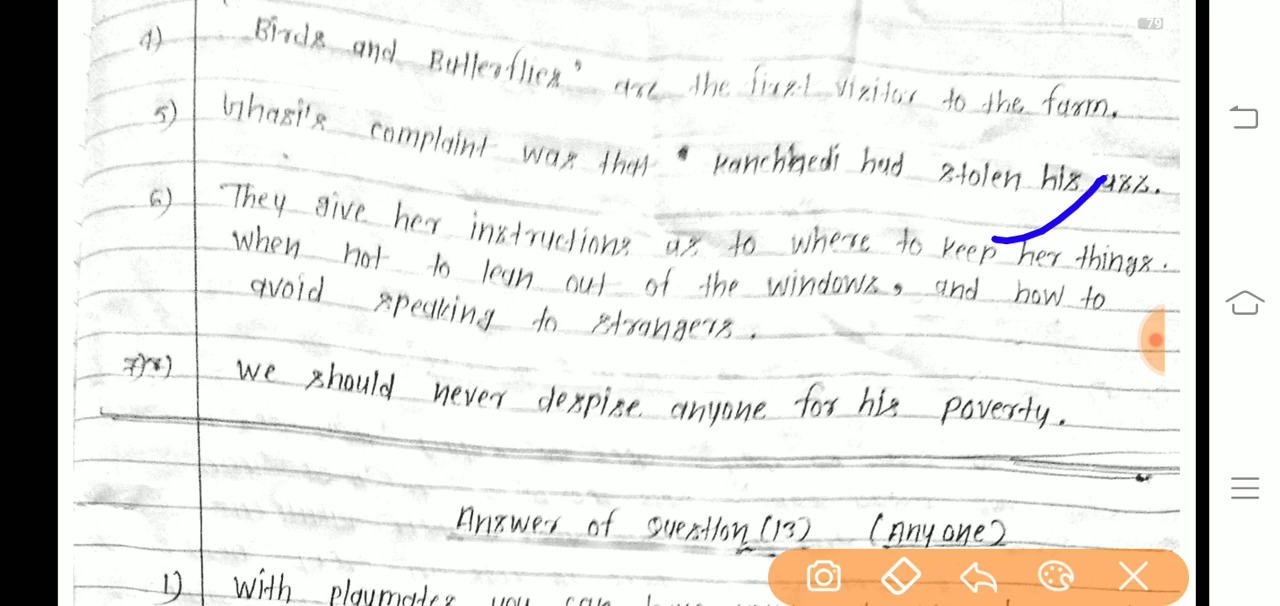 79
4) Birds and Butterflies' are the first visitor to the farm.
5) Ghasi's complaint was that " Kanchhedi had stolen his ass.
6) They give her instructions as to where to keep her things.
when not to lean out of the windows, and how to
avoid speaking to strangers.
7) We should never despise anyone for his poverty.
Answer of Question (13) (Any one)
1) With playmates you can